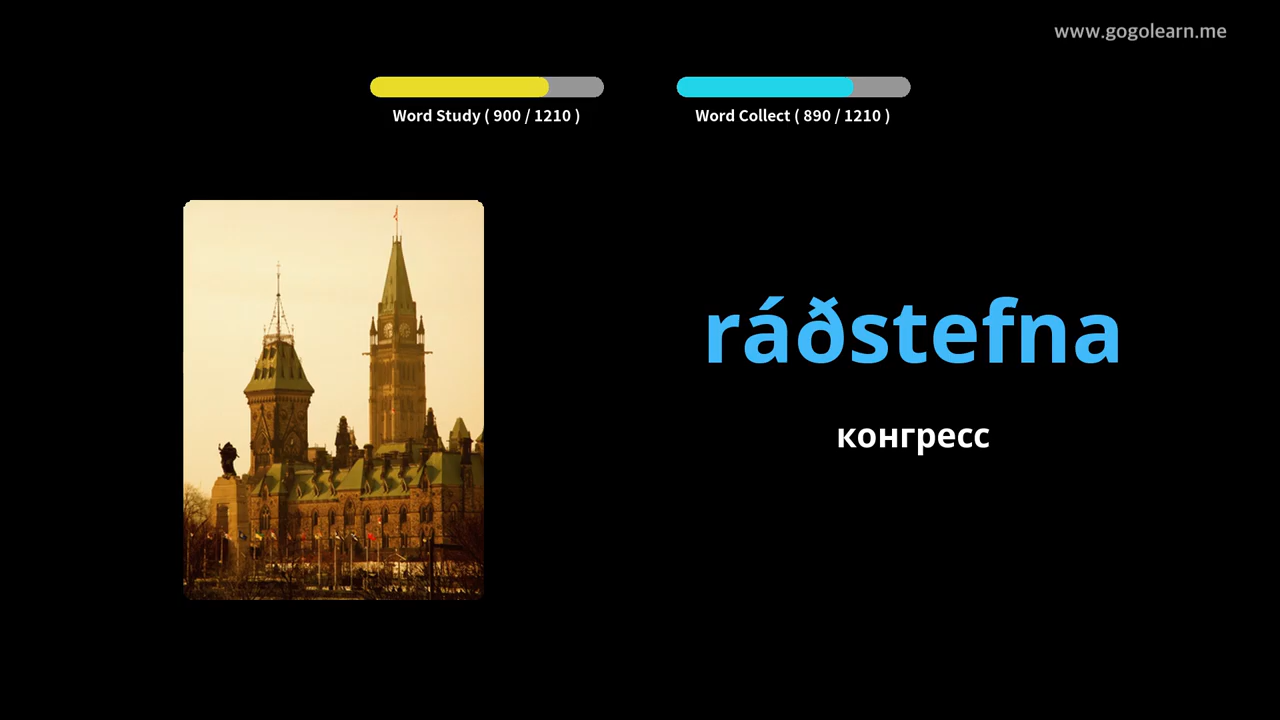 www.gogolearn.me
Word Study ( 900 / 1210 )
Word Collect ( 890 / 1210 )
ráðstefna
конгресс